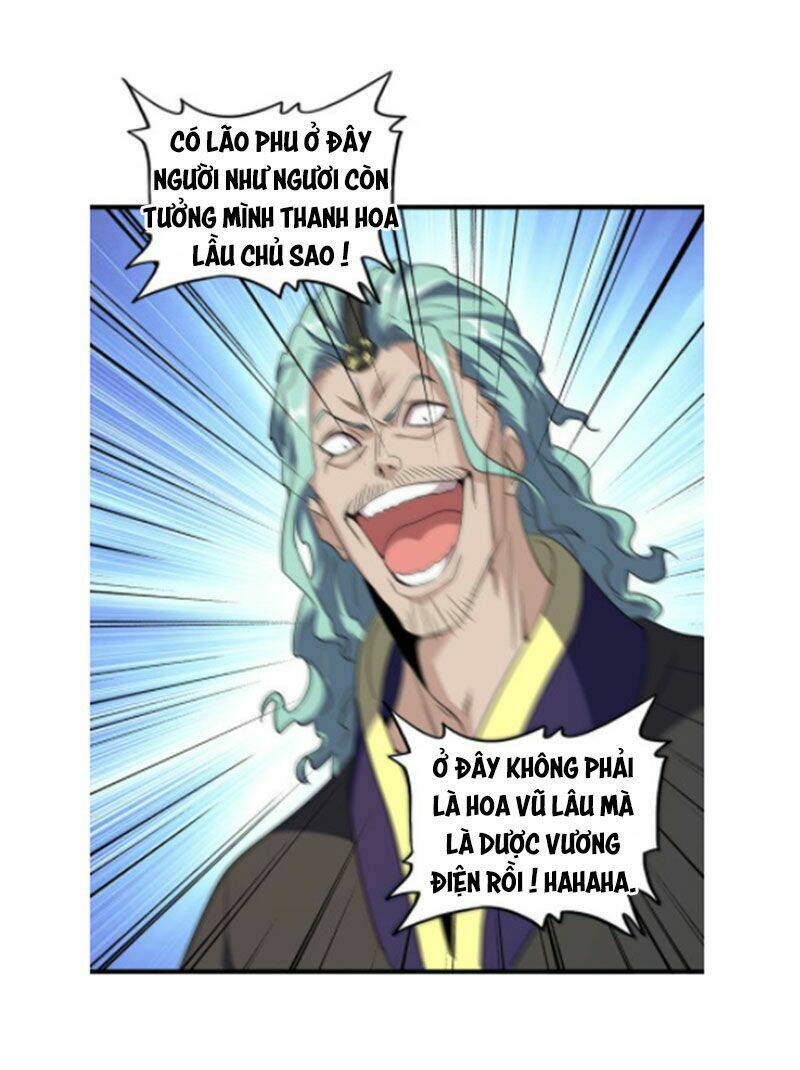 CÓ LÃO PHU Ở ĐÂY
NGƯỜI NHƯ NGƯƠI CÒN
TƯỞNG MÌNH THANH HOA
LẦU CHỦ SAO !
Ở ĐÂY KHÔNG PHẢI
LÀ HOA VŨ LÂU MÀ
LÀ DƯỢC VƯƠNG
ĐIỆN RỒI ! HAHAHA.